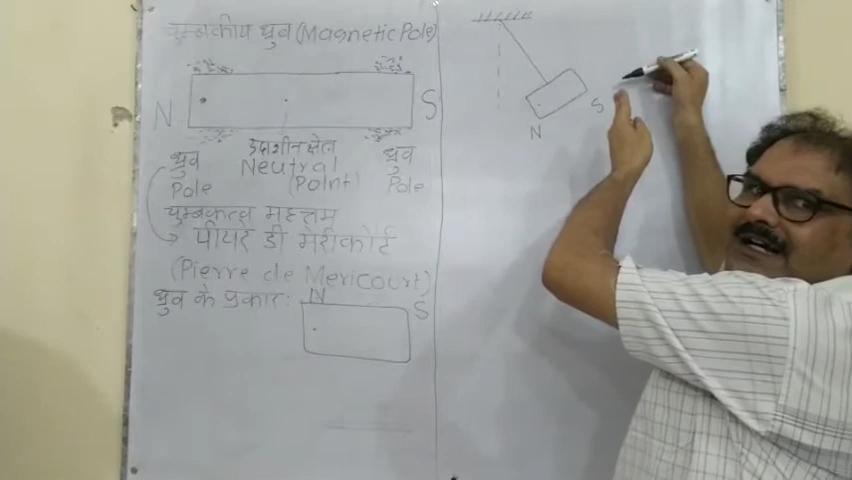 चुम्बकीय ध्रुव (Magnetic Pole)
N S
ध्रुव उदाशीन क्षेत्र ध्रुव
Pole Neutral (Point) Pole
चुम्बकत्व महत्तम
पीयरे डी मेरीकोर्ट
(Pierre de Mericourt)
ध्रुव के प्रकार: N S
S
N